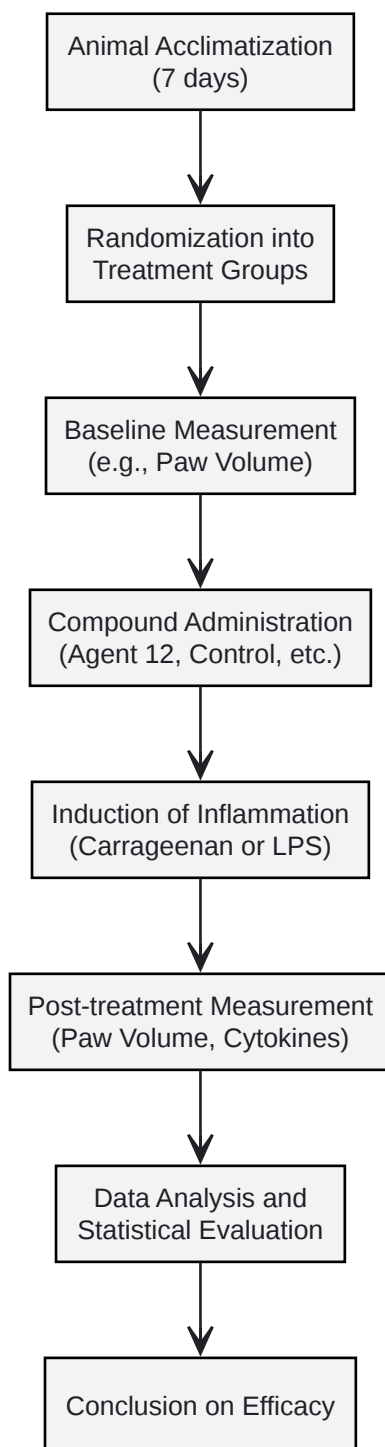 Animal Acclimatization
(7 days)
Randomization into
Treatment Groups
Baseline Measurement
(e.g., Paw Volume)
Compound Administration
(Agent 12, Control, etc.)
Induction of Inflammation
(Carrageenan or LPS)
Post-treatment Measurement
(Paw Volume, Cytokines)
Data Analysis and
Statistical Evaluation
Conclusion on Efficacy